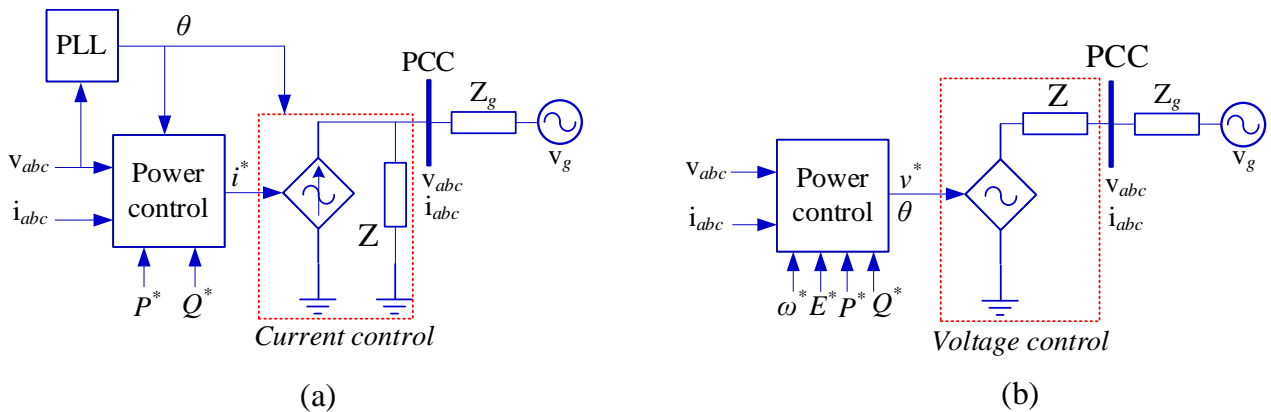 PLL
θ
PCC
Z_g
v_g
v_abc
i_abc
Power
control
i*
Z
v_abc
i_abc
P* Q*
Current control
(a)
PCC
Z
Z_g
v_g
v_abc
i_abc
Power
control
v*
θ
v_abc
i_abc
ω* E* P* Q*
Voltage control
(b)